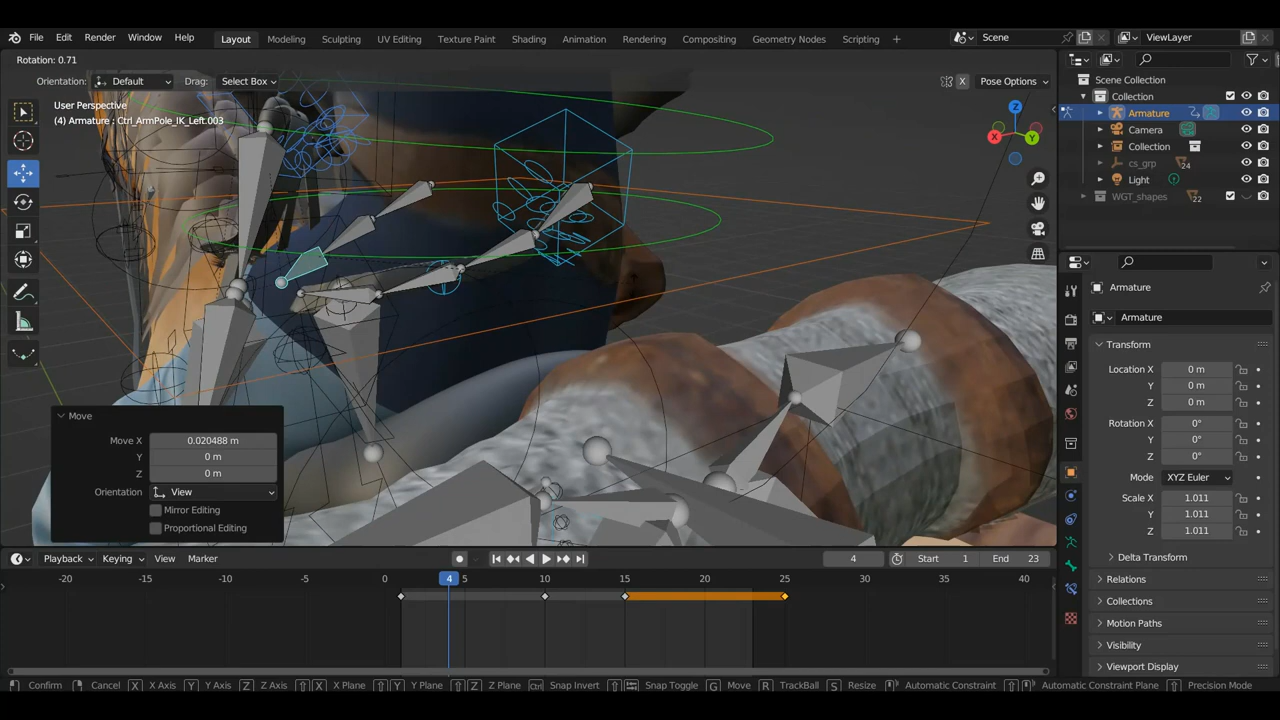 File Edit Render Window Help Layout Modeling Sculpting UV Editing Texture Paint Shading Animation Rendering Compositing Geometry Nodes Scripting + Scene ViewLayer
Rotation: 0.71
Orientation: Default Drag: Select Box X Pose Options
Scene Collection
Collection
Armature
Camera
Collection
cs_grp 24
Light
WGT_shapes 22
User Perspective
(4) Armature : Ctrl_ArmPole_IK_Left.003
X Y Z
Armature
Armature
Transform
Location X 0 m
Y 0 m
Z 0 m
Rotation X 0°
Y 0°
Z 0°
Mode XYZ Euler
Scale X 1.011
Y 1.011
Z 1.011
Delta Transform
Relations
Collections
Motion Paths
Visibility
Viewport Display
Move
Move X 0.020488 m
Y 0 m
Z 0 m
Orientation View
Mirror Editing
Proportional Editing
Playback Keying View Marker 4 Start 1 End 23
-20 -15 -10 -5 4 5 10 15 20 25 30 35 40
Confirm Cancel X X Axis Y Y Axis Z Z Axis X X Plane Y Y Plane Z Z Plane Ctrl Snap Invert Snap Toggle G Move R TrackBall S Resize Automatic Constraint Automatic Constraint Plane Precision Mode